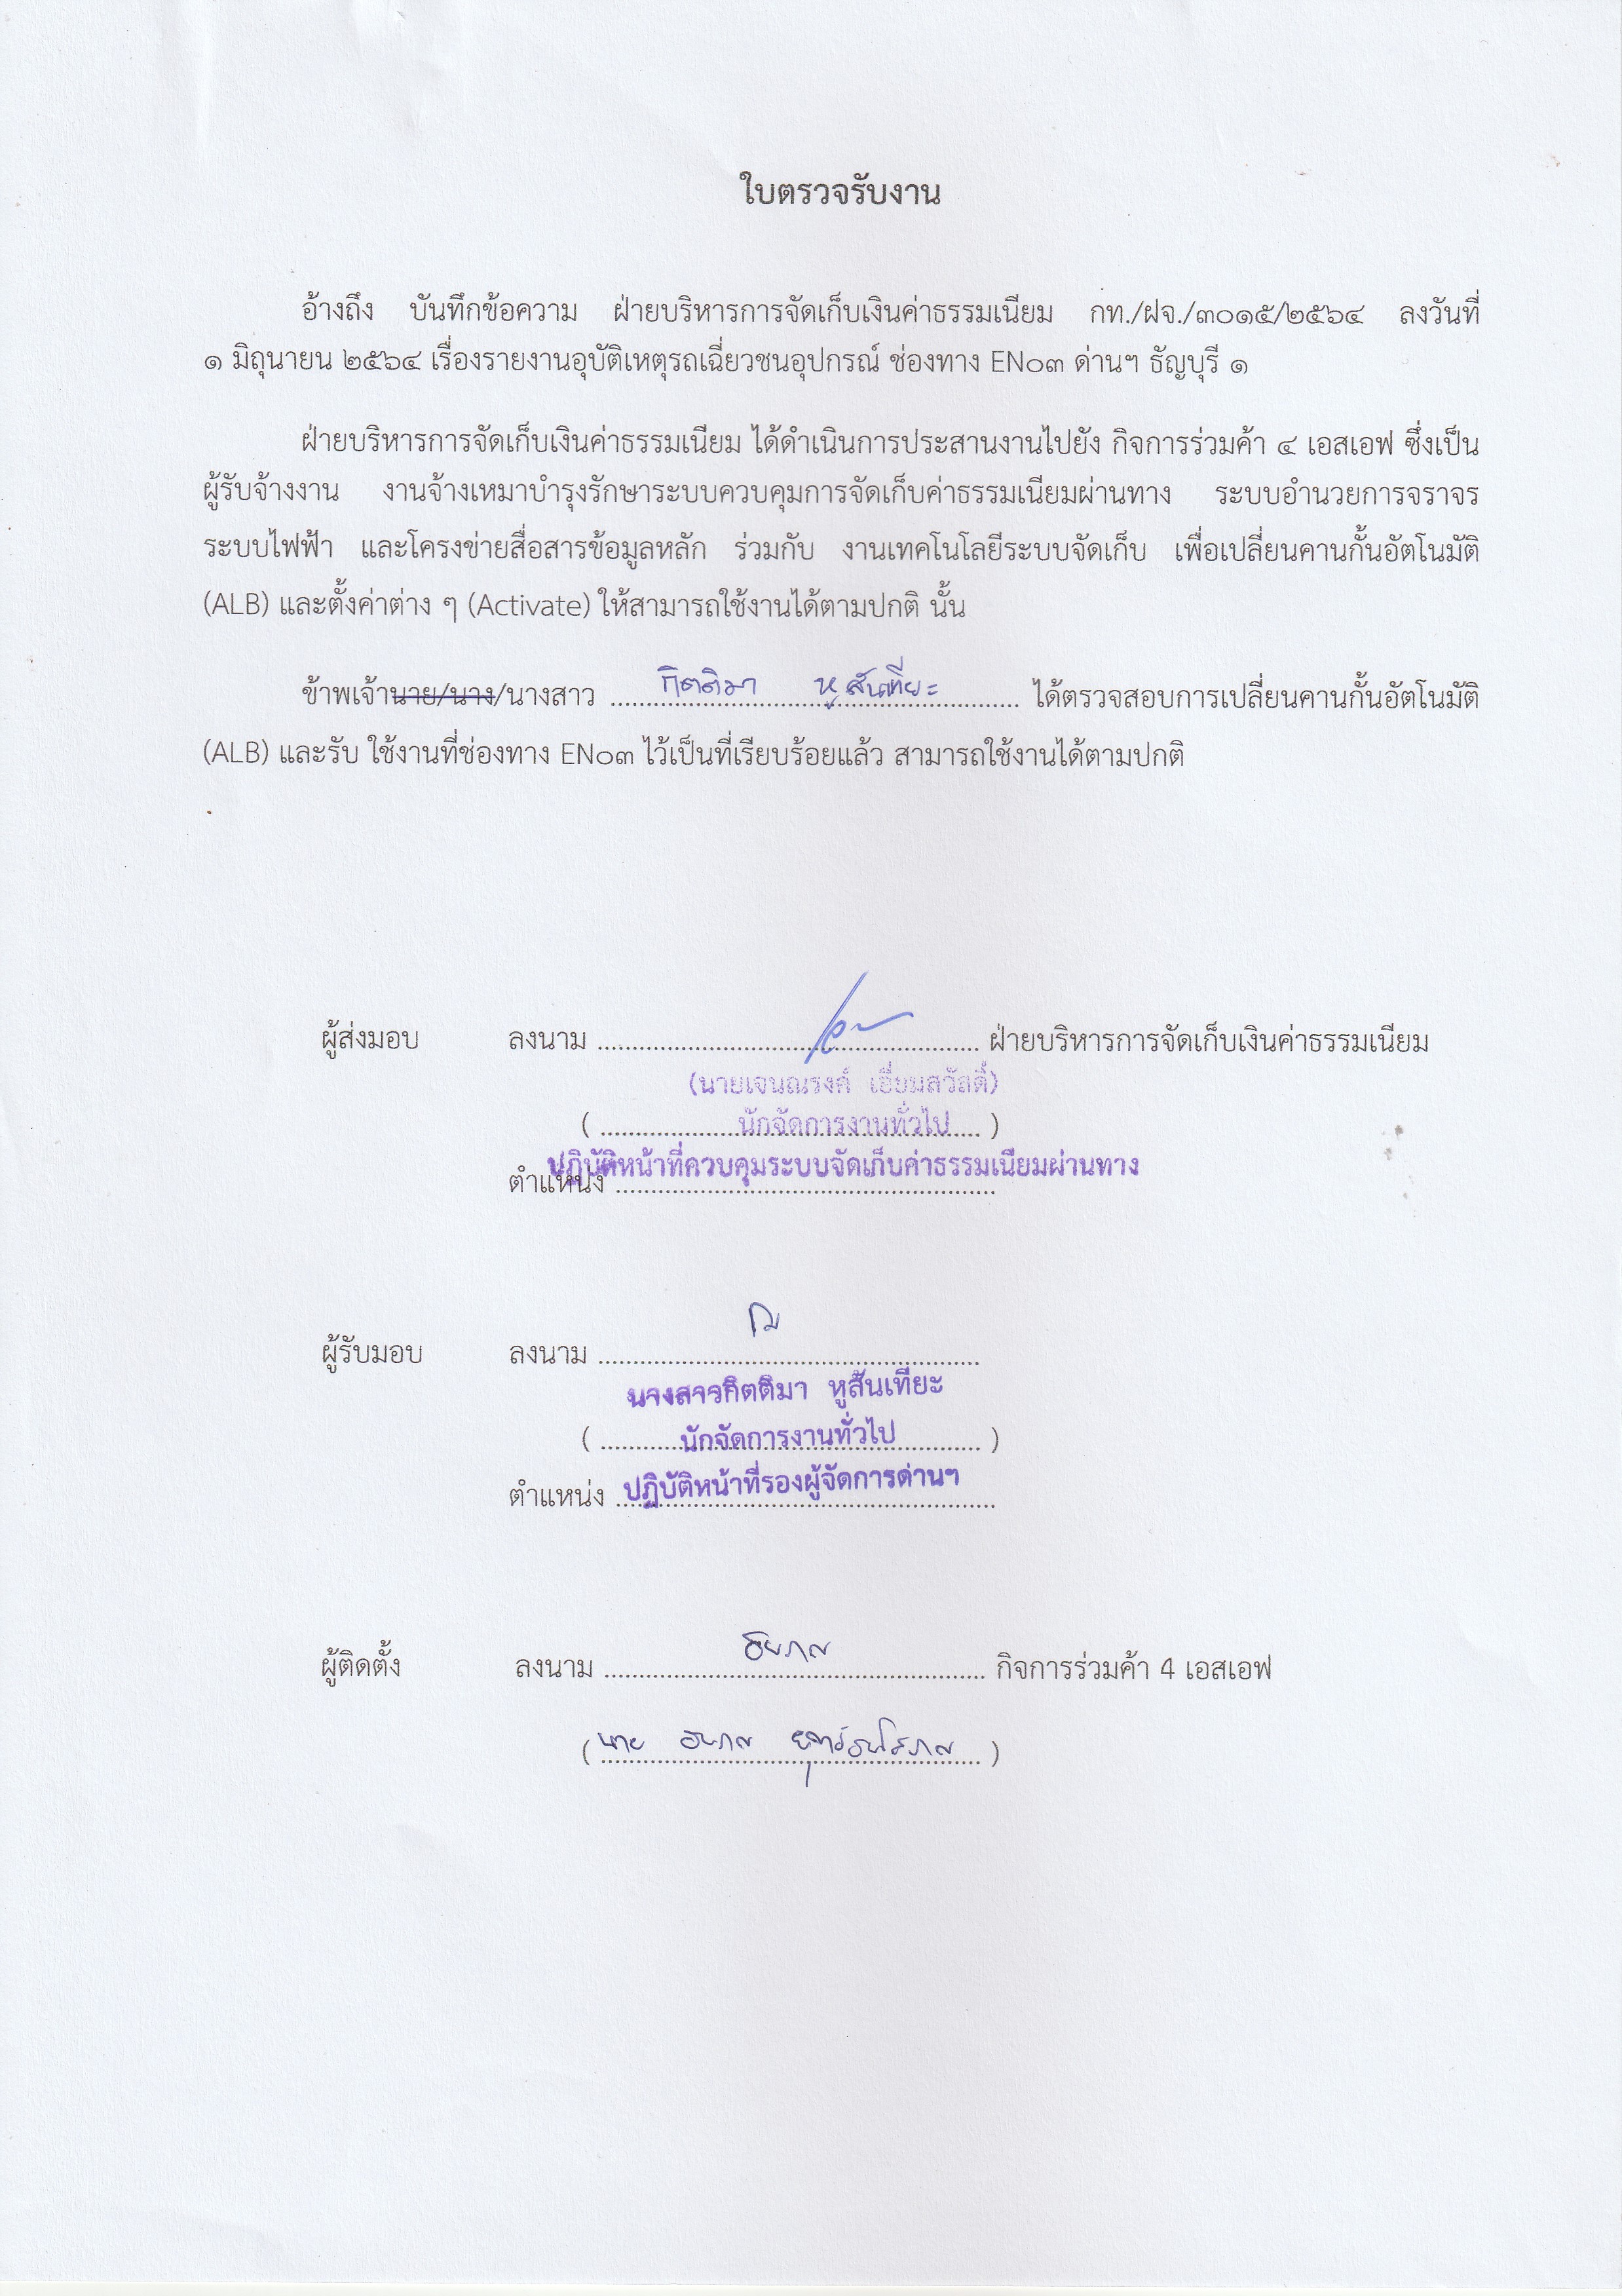 ใบตรวจรับงาน
อ้างถึง บันทึกข้อความ ฝ่ายบริหารการจัดเก็บเงินค่าธรรมเนียม กท./ฝจ./๓๐๑๕/๒๕๖๔ ลงวันที่
๑ มิถุนายน ๒๕๖๔ เรื่องรายงานอุบัติเหตุรถเฉี่ยวชนอุปกรณ์ ช่องทาง EN๐๓ ด่านฯ ธัญบุรี ๑
ฝ่ายบริหารการจัดเก็บเงินค่าธรรมเนียม ได้ดำเนินการประสานงานไปยัง กิจการร่วมค้า ๔ เอสเอฟ ซึ่งเป็น
ผู้รับจ้างงาน งานจ้างเหมาบำรุงรักษาระบบควบคุมการจัดเก็บค่าธรรมเนียมผ่านทาง ระบบอำนวยการจราจร
ระบบไฟฟ้า และโครงข่ายสื่อสารข้อมูลหลัก ร่วมกับ งานเทคโนโลยีระบบจัดเก็บ เพื่อเปลี่ยนคานกั้นอัตโนมัติ
(ALB) และตั้งค่าต่าง ๆ (Activate) ให้สามารถใช้งานได้ตามปกติ นั้น
ข้าพเจ้านาย/นาง/นางสาว กิตติมา หูสันเทียะ ได้ตรวจสอบการเปลี่ยนคานกั้นอัตโนมัติ
(ALB) และรับ ใช้งานที่ช่องทาง EN๐๓ ไว้เป็นที่เรียบร้อยแล้ว สามารถใช้งานได้ตามปกติ
ผู้ส่งมอบ ลงนาม ฝ่ายบริหารการจัดเก็บเงินค่าธรรมเนียม
(นายเจนณรงค์ เอี่ยมสวัสดิ์)
( นักจัดการงานทั่วไป )
ปฏิบัติหน้าที่ควบคุมระบบจัดเก็บค่าธรรมเนียมผ่านทาง
ตำแหน่ง
ผู้รับมอบ ลงนาม
นางสาวกิตติมา หูสันเทียะ
( นักจัดการงานทั่วไป )
ตำแหน่ง ปฏิบัติหน้าที่รองผู้จัดการด่านฯ
ผู้ติดตั้ง ลงนาม กิจการร่วมค้า 4 เอสเอฟ
( นาย )